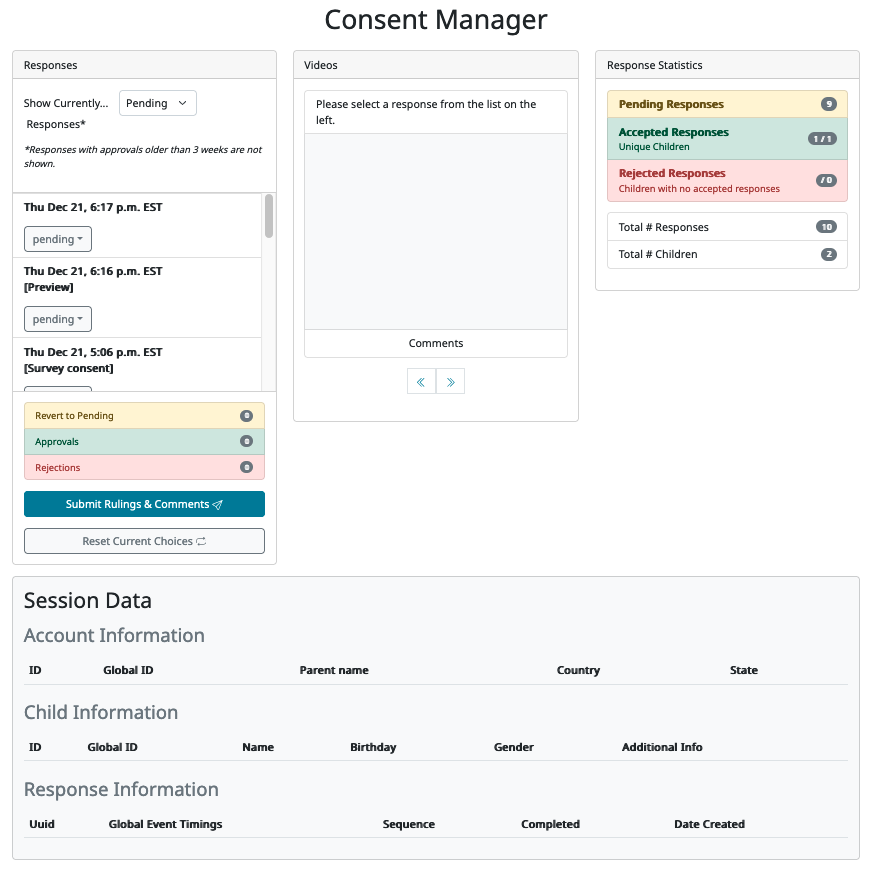 Consent Manager
Responses
Show Currently... Pending
Responses*
*Responses with approvals older than 3 weeks are not
shown.
Thu Dec 21, 6:17 p.m. EST
pending
Thu Dec 21, 6:16 p.m. EST
[Preview]
pending
Thu Dec 21, 5:06 p.m. EST
[Survey consent]
Revert to Pending 0
Approvals 0
Rejections 0
Submit Rulings & Comments
Reset Current Choices
Videos
Please select a response from the list on the
left.
Comments
Response Statistics
Pending Responses 9
Accepted Responses 1 / 1
Unique Children
Rejected Responses / 0
Children with no accepted responses
Total # Responses 10
Total # Children 2
Session Data
Account Information
ID Global ID Parent name Country State
Child Information
ID Global ID Name Birthday Gender Additional Info
Response Information
Uuid Global Event Timings Sequence Completed Date Created